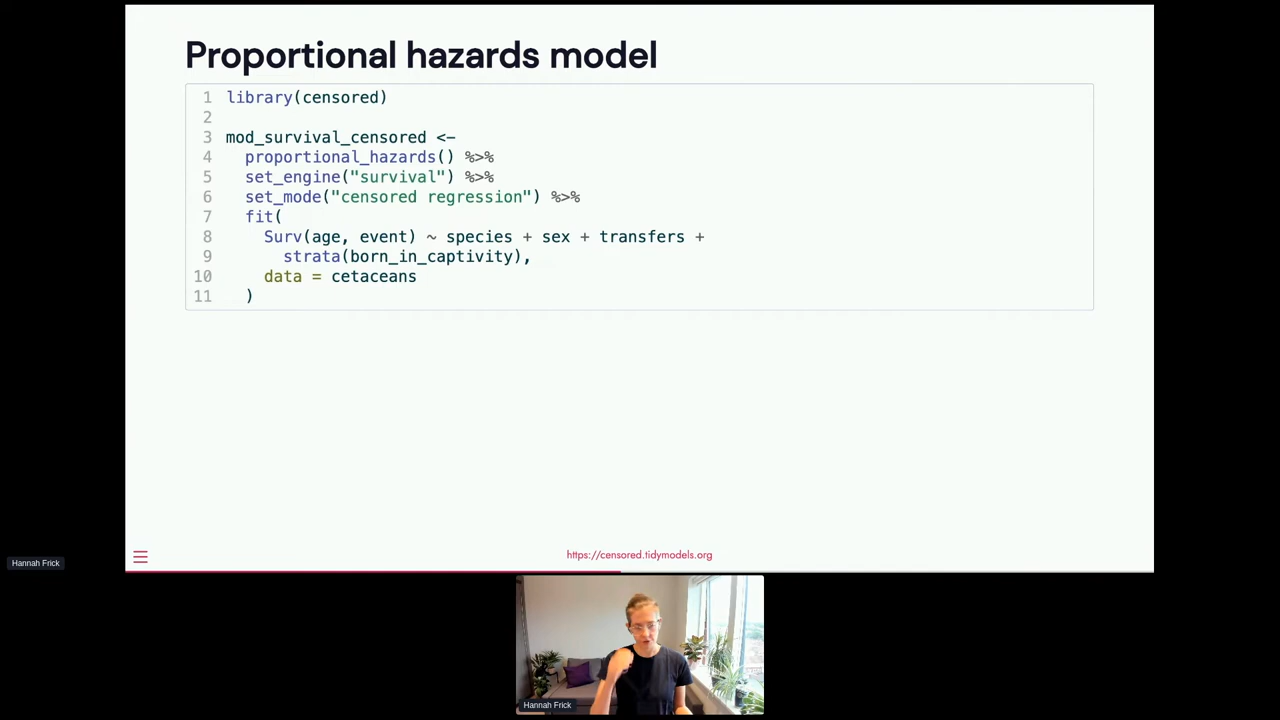 Proportional hazards model
1 library(censored)
2
3 mod_survival_censored <-
4 proportional_hazards() %>%
5 set_engine("survival") %>%
6 set_mode("censored regression") %>%
7 fit(
8 Surv(age, event) ~ species + sex + transfers +
9 strata(born_in_captivity),
10 data = cetaceans
11 )
https://censored.tidymodels.org
Hannah Frick
Hannah Frick